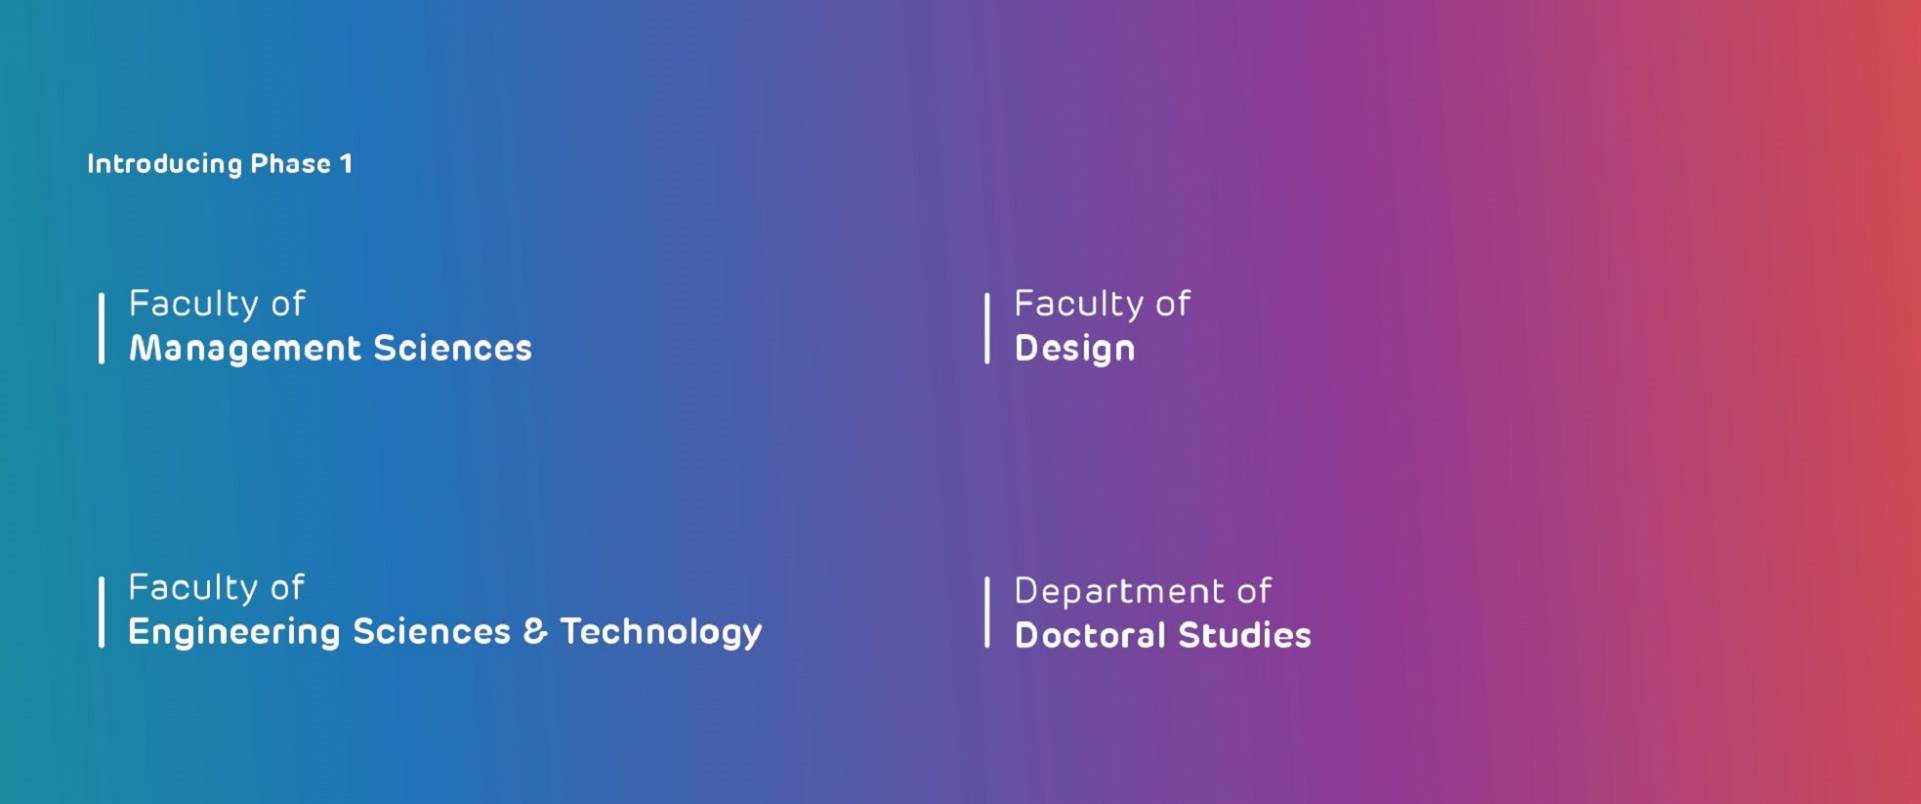 Introducing Phase 1
Faculty of
Management Sciences
Faculty of
Design
Faculty of
Engineering Sciences & Technology
Department of
Doctoral Studies